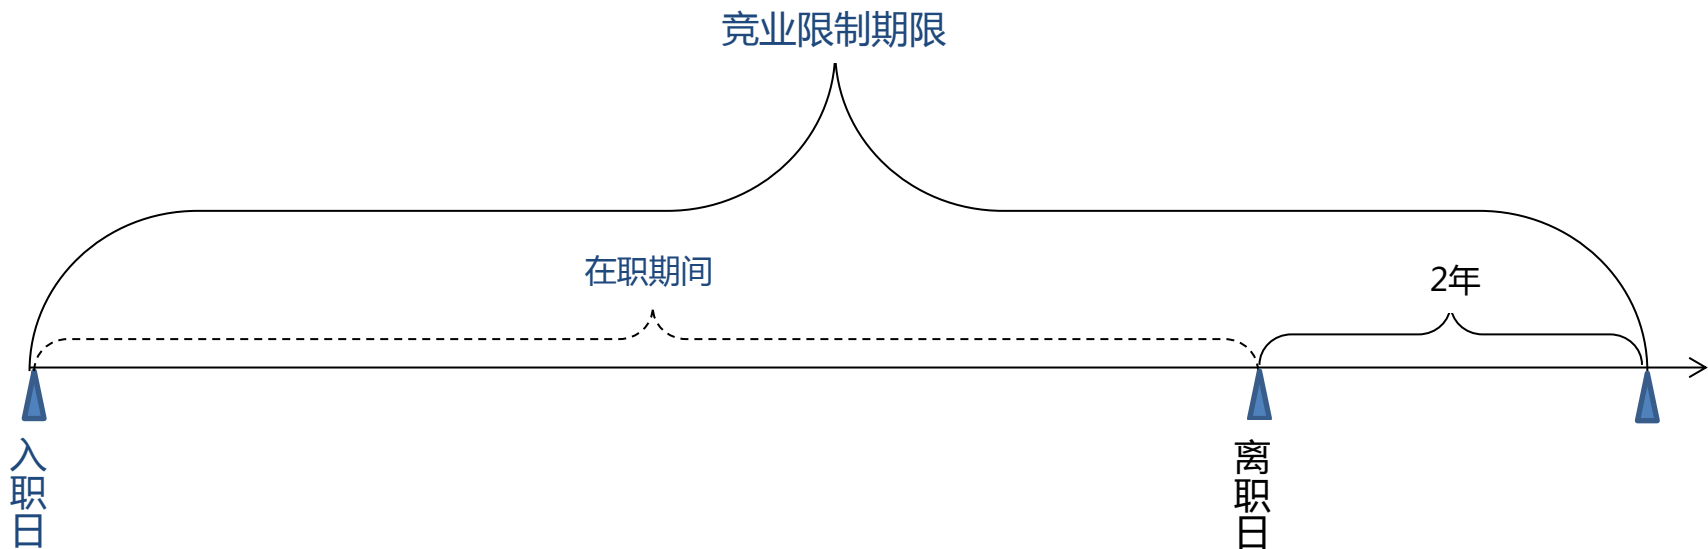 竞业限制期限
在职期间
2年
入职日
离职日